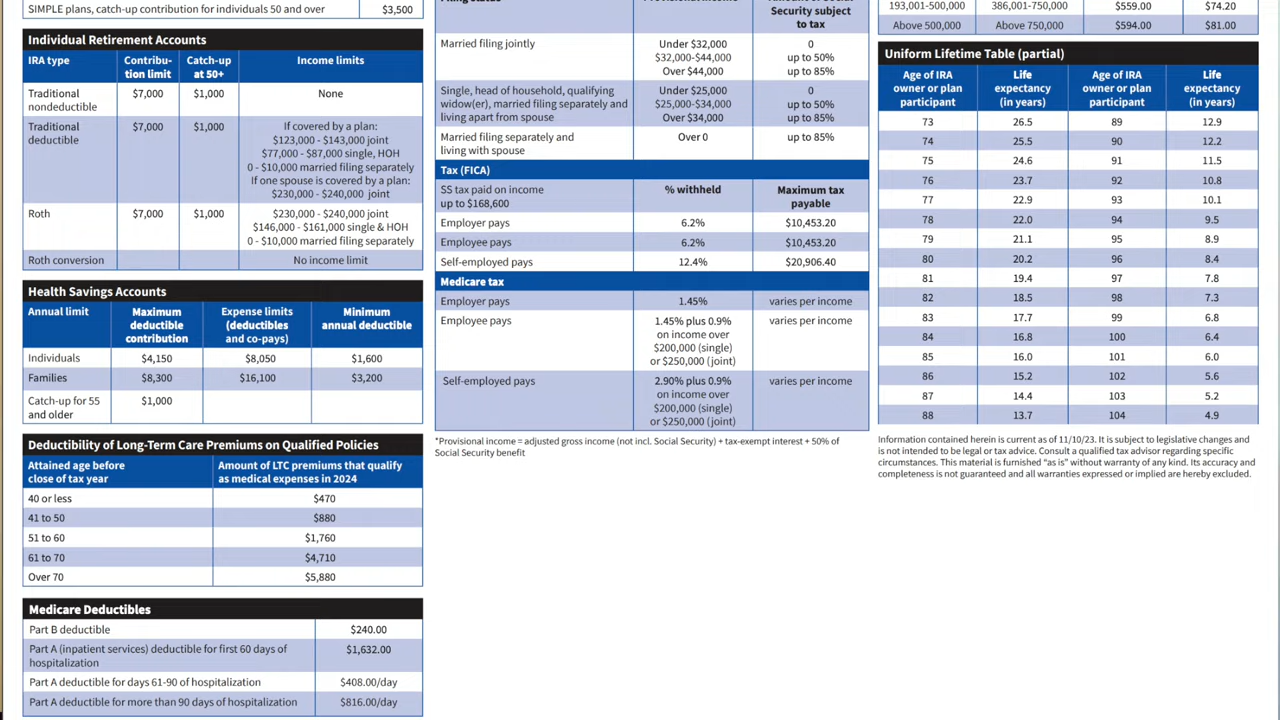 SIMPLE plans, catch-up contribution for individuals 50 and over $3,500
Individual Retirement Accounts
IRA type Contribu- Catch-up Income limits
tion limit at 50+
Traditional $7,000 $1,000 None
nondeductible
Traditional $7,000 $1,000 If covered by a plan:
deductible $123,000 - $143,000 joint
$77,000 - $87,000 single, HOH
0 - $10,000 married filing separately
If one spouse is covered by a plan:
$230,000 - $240,000 joint
Roth $7,000 $1,000 $230,000 - $240,000 joint
$146,000 - $161,000 single & HOH
0 - $10,000 married filing separately
Roth conversion No income limit
Health Savings Accounts
Annual limit Maximum Expense limits Minimum
deductible (deductibles annual deductible
contribution and co-pays)
Individuals $4,150 $8,050 $1,600
Families $8,300 $16,100 $3,200
Catch-up for 55 $1,000
and older
Deductibility of Long-Term Care Premiums on Qualified Policies
Attained age before Amount of LTC premiums that qualify
close of tax year as medical expenses in 2024
40 or less $470
41 to 50 $880
51 to 60 $1,760
61 to 70 $4,710
Over 70 $5,880
Medicare Deductibles
Part B deductible $240.00
Part A (inpatient services) deductible for first 60 days of $1,632.00
hospitalization
Part A deductible for days 61-90 of hospitalization $408.00/day
Part A deductible for more than 90 days of hospitalization $816.00/day
Security subject
to tax
Married filing jointly Under $32,000 0
$32,000-$44,000 up to 50%
Over $44,000 up to 85%
Single, head of household, qualifying Under $25,000 0
widow(er), married filing separately and $25,000-$34,000 up to 50%
living apart from spouse Over $34,000 up to 85%
Married filing separately and Over 0 up to 85%
living with spouse
Tax (FICA)
SS tax paid on income % withheld Maximum tax
up to $168,600 payable
Employer pays 6.2% $10,453.20
Employee pays 6.2% $10,453.20
Self-employed pays 12.4% $20,906.40
Medicare tax
Employer pays 1.45% varies per income
Employee pays 1.45% plus 0.9% varies per income
on income over
$200,000 (single)
or $250,000 (joint)
Self-employed pays 2.90% plus 0.9% varies per income
on income over
$200,000 (single)
or $250,000 (joint)
*Provisional income = adjusted gross income (not incl. Social Security) + tax-exempt interest + 50% of
Social Security benefit
193,001-500,000 386,001-750,000 $559.00 $74.20
Above 500,000 Above 750,000 $594.00 $81.00
Uniform Lifetime Table (partial)
Age of IRA Life Age of IRA Life
owner or plan expectancy owner or plan expectancy
participant (in years) participant (in years)
73 26.5 89 12.9
74 25.5 90 12.2
75 24.6 91 11.5
76 23.7 92 10.8
77 22.9 93 10.1
78 22.0 94 9.5
79 21.1 95 8.9
80 20.2 96 8.4
81 19.4 97 7.8
82 18.5 98 7.3
83 17.7 99 6.8
84 16.8 100 6.4
85 16.0 101 6.0
86 15.2 102 5.6
87 14.4 103 5.2
88 13.7 104 4.9
Information contained herein is current as of 11/10/23. It is subject to legislative changes and
is not intended to be legal or tax advice. Consult a qualified tax advisor regarding specific
circumstances. This material is furnished “as is” without warranty of any kind. Its accuracy and
completeness is not guaranteed and all warranties expressed or implied are hereby excluded.